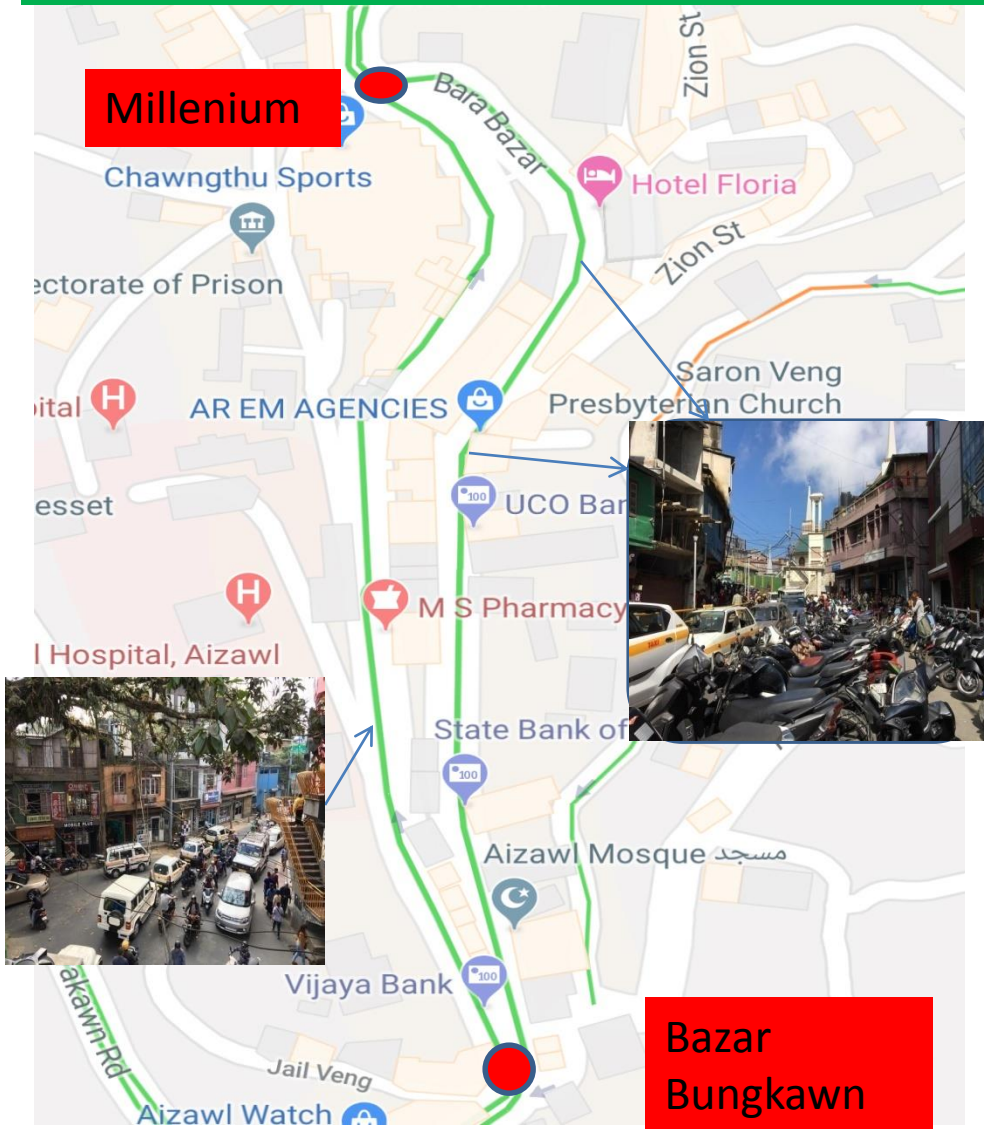 Millenium
Bara Bazar
Zion St
Chawngthu Sports
Hotel Floria
Zion St
ectorate of Prison
Saron Veng
Presbyterian Church
ital
AR EM AGENCIES
esset
UCO Ban
M S Pharmacy
l Hospital, Aizawl
State Bank of
Aizawl Mosque مسجد
Vijaya Bank
akawn Rd
Jail Veng
Bazar
Bungkawn
Aizawl Watch